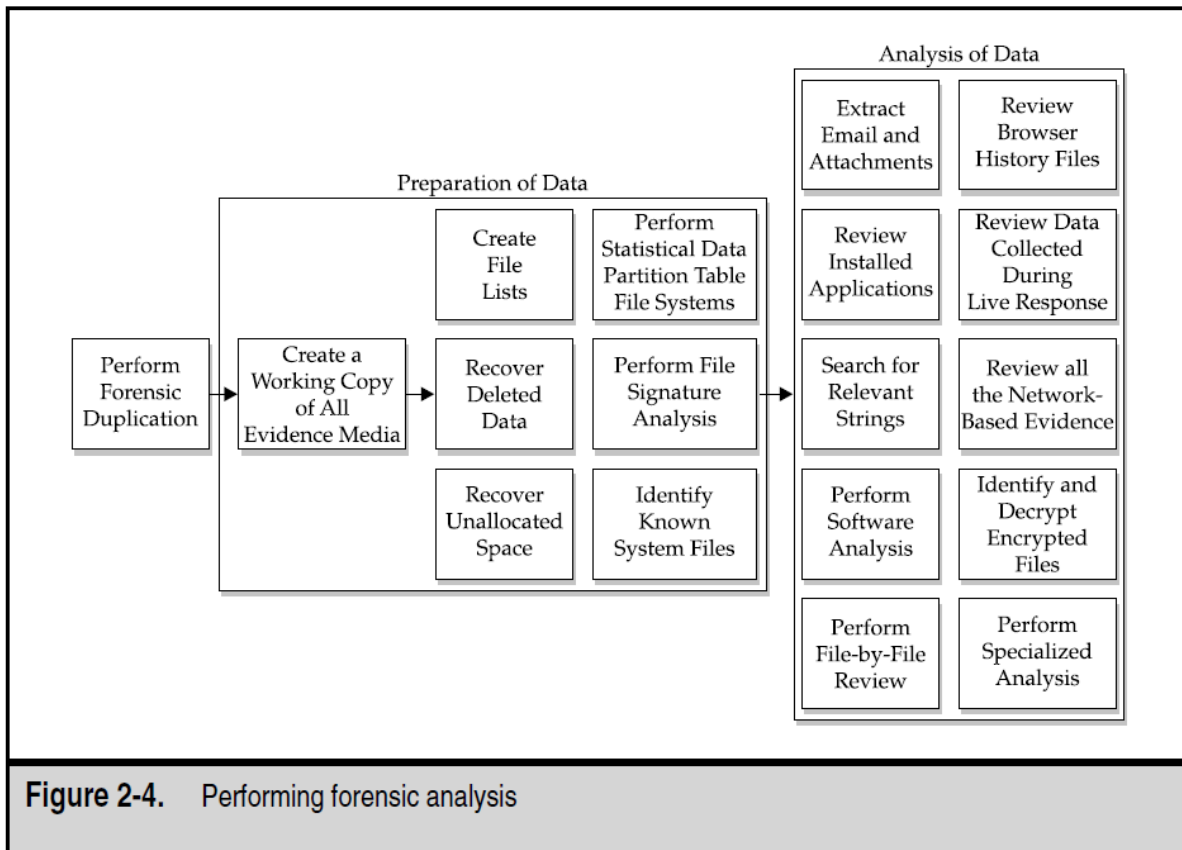 Analysis of Data
Extract
Email and
Attachments
Review
Browser
History Files
Preparation of Data
Create
File
Lists
Perform
Statistical Data
Partition Table
File Systems
Review
Installed
Applications
Review Data
Collected
During
Live Response
Perform
Forensic
Duplication
Create a
Working Copy
of All
Evidence Media
Recover
Deleted
Data
Perform File
Signature
Analysis
Search for
Relevant
Strings
Review all
the Network-
Based Evidence
Recover
Unallocated
Space
Identify
Known
System Files
Perform
Software
Analysis
Identify and
Decrypt
Encrypted
Files
Perform
File-by-File
Review
Perform
Specialized
Analysis
Figure 2-4. Performing forensic analysis